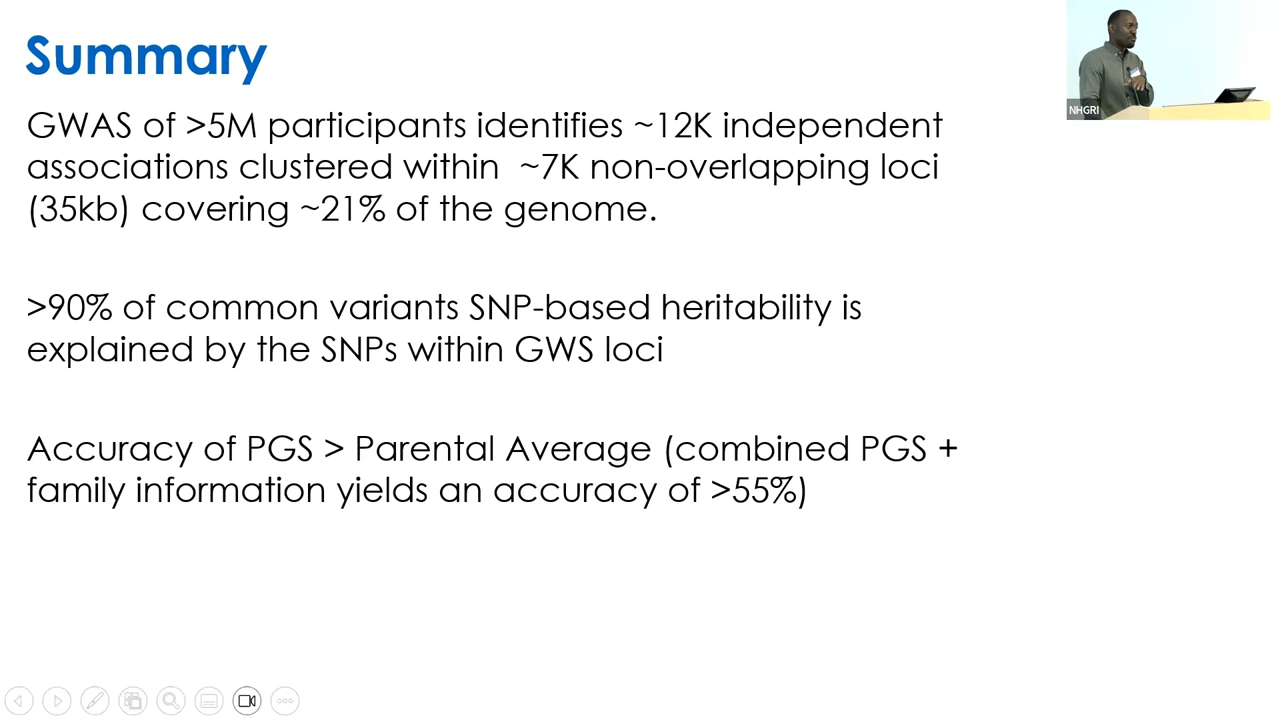 Summary
GWAS of >5M participants identifies ~12K independent
associations clustered within ~7K non-overlapping loci
(35kb) covering ~21% of the genome.
>90% of common variants SNP-based heritability is
explained by the SNPs within GWS loci
Accuracy of PGS > Parental Average (combined PGS +
family information yields an accuracy of >55%)
NHGRI